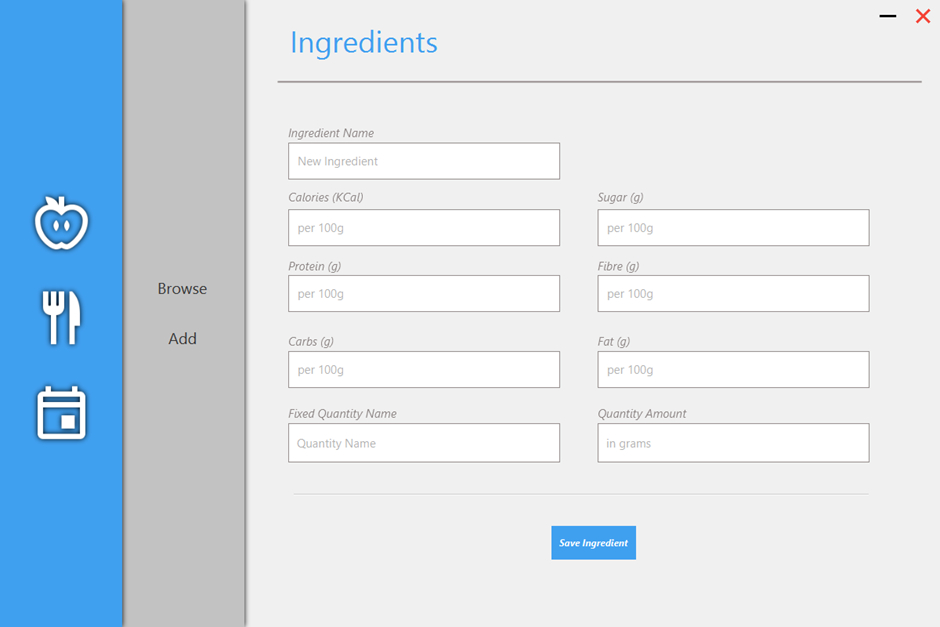 Ingredients
Browse
Add
Ingredient Name
New Ingredient
Calories (KCal)
Sugar (g)
per 100g
per 100g
Protein (g)
Fibre (g)
per 100g
per 100g
Carbs (g)
Fat (g)
per 100g
per 100g
Fixed Quantity Name
Quantity Amount
Quantity Name
in grams
Save Ingredient